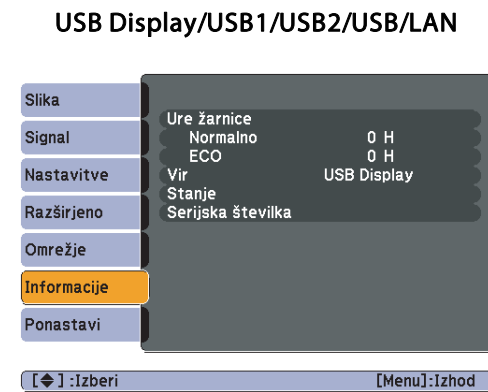 USB Display/USB1/USB2/USB/LAN
Slika
Signal
Nastavitve
Razširjeno
Omrežje
Informacije
Ponastavi
Ure žarnice
Normalno 0 H
ECO 0 H
Vir USB Display
Stanje
Serijska številka
[◆] :Izberi [Menu]:Izhod